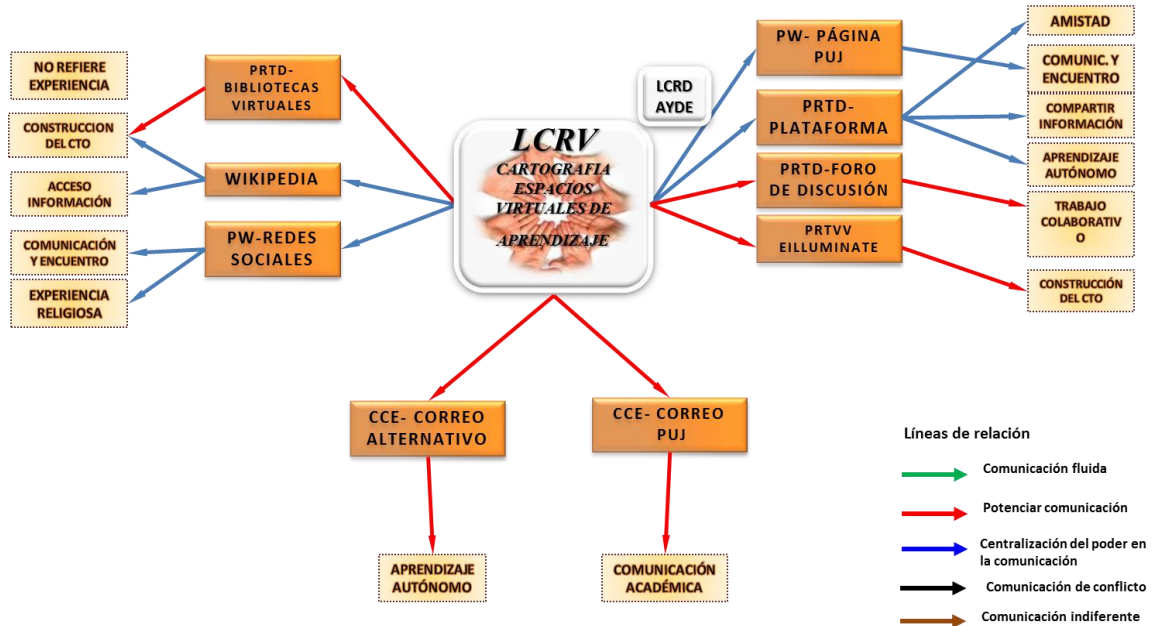 NO REFIERE
EXPERIENCIA
CONSTRUCCION
DEL CTO
ACCESO
INFORMACIÓN
COMUNICACIÓN
Y ENCUENTRO
EXPERIENCIA
RELIGIOSA
PRTD-
BIBLIOTECAS
VIRTUALES
WIKIPEDIA
PW-REDES
SOCIALES
LCRV
CARTOGRAFIA
ESPACIOS
VIRTUALES DE
APRENDIZAJE
LCRD
AYDE
PW- PÁGINA
PUJ
PRTD-
PLATAFORMA
PRTD-FORO
DE DISCUSIÓN
PRTVV
EILLUMINATE
AMISTAD
COMUNIC. Y
ENCUENTRO
COMPARTIR
INFORMACIÓN
APRENDIZAJE
AUTÓNOMO
TRABAJO
COLABORATIV
O
CONSTRUCCIÓN
DEL CTO
CCE- CORREO
ALTERNATIVO
CCE- CORREO
PUJ
APRENDIZAJE
AUTÓNOMO
COMUNICACIÓN
ACADÉMICA
Líneas de relación
Comunicación fluida
Potenciar comunicación
Centralización del poder en
la comunicación
Comunicación de conflicto
Comunicación indiferente